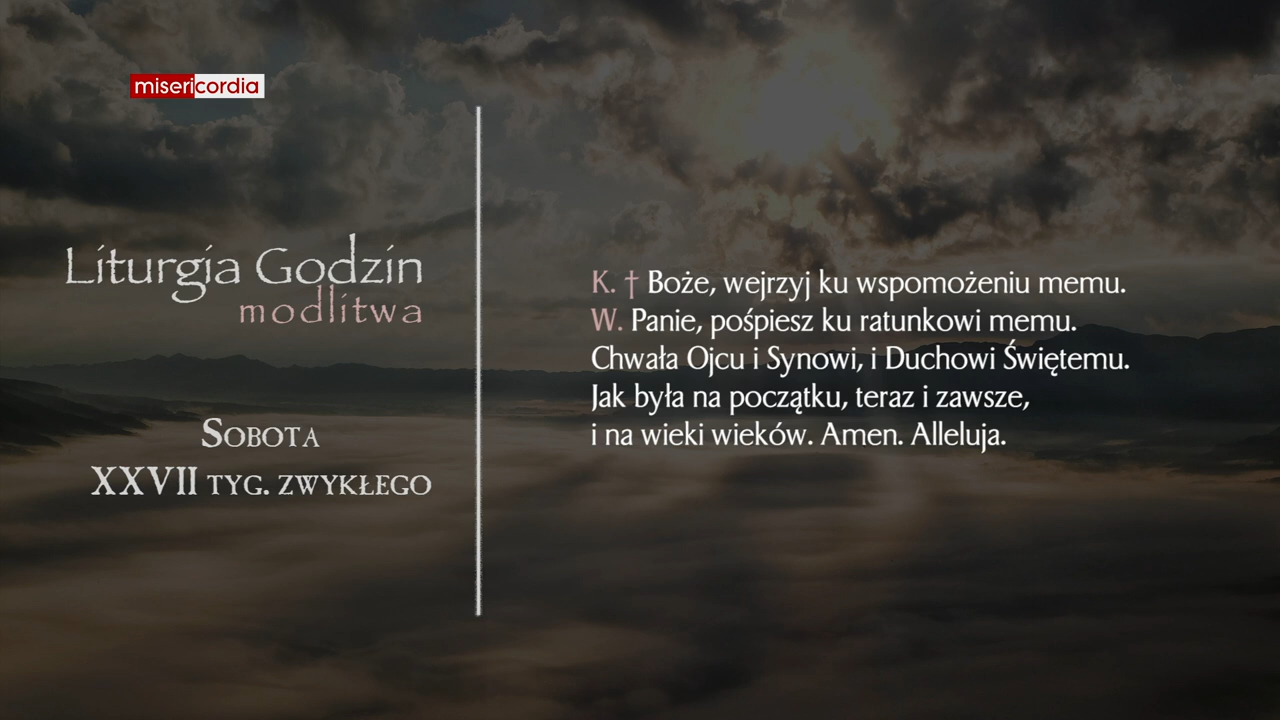 misericordia
Liturgia Godzin
modlitwa
Sobota
XXVII tyg. zwykłego
K. † Boże, wejrzyj ku wspomożeniu memu.
W. Panie, pośpiesz ku ratunkowi memu.
Chwała Ojcu i Synowi, i Duchowi Świętemu.
Jak była na początku, teraz i zawsze,
i na wieki wieków. Amen. Alleluja.